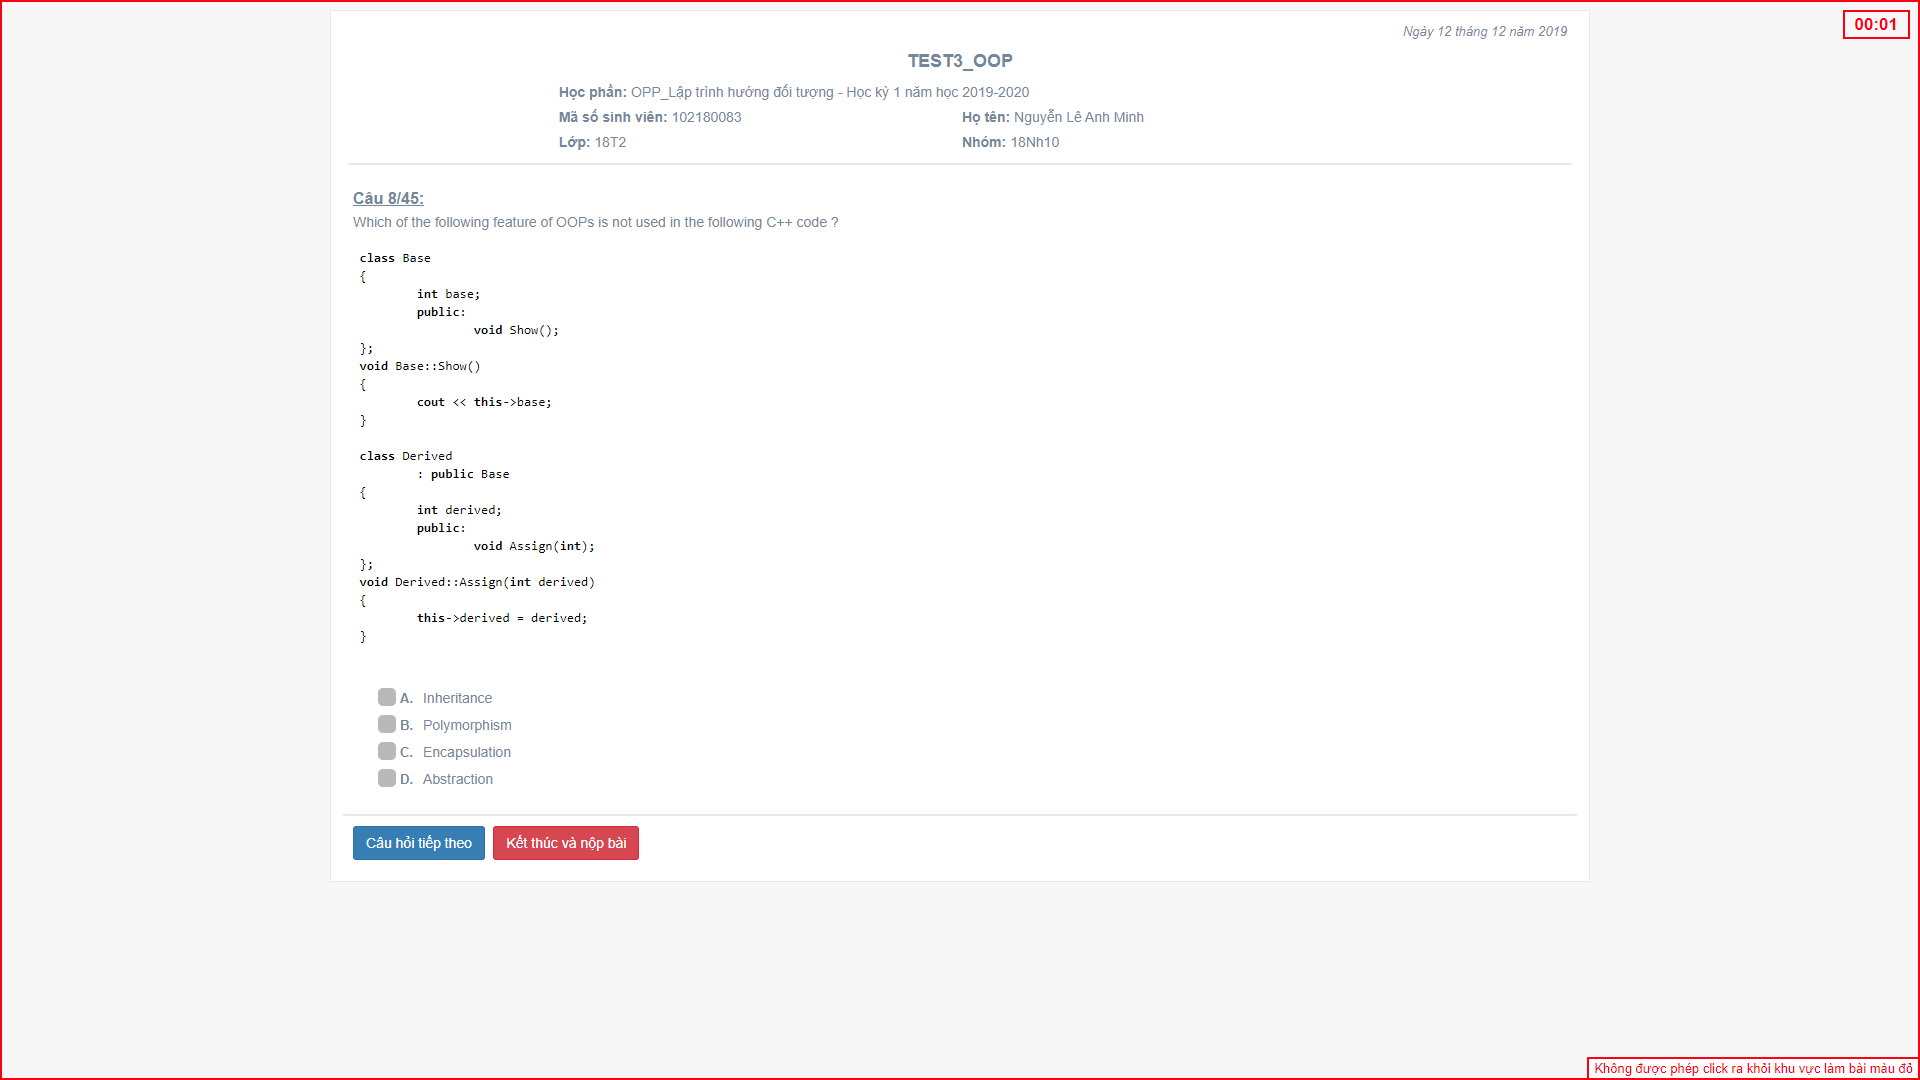 00:01
Ngày 12 tháng 12 năm 2019
TEST3_OOP
Học phần: OPP_Lập trình hướng đối tượng - Học kỳ 1 năm học 2019-2020
Mã số sinh viên: 102180083 Họ tên: Nguyễn Lê Anh Minh
Lớp: 18T2 Nhóm: 18Nh10
Câu 8/45:
Which of the following feature of OOPs is not used in the following C++ code ?
class Base
{
int base;
public:
void Show();
};
void Base::Show()
{
cout << this->base;
}
class Derived
: public Base
{
int derived;
public:
void Assign(int);
};
void Derived::Assign(int derived)
{
this->derived = derived;
}
A. Inheritance
B. Polymorphism
C. Encapsulation
D. Abstraction
Câu hỏi tiếp theo Kết thúc và nộp bài
Không được phép click ra khỏi khu vực làm bài màu đỏ